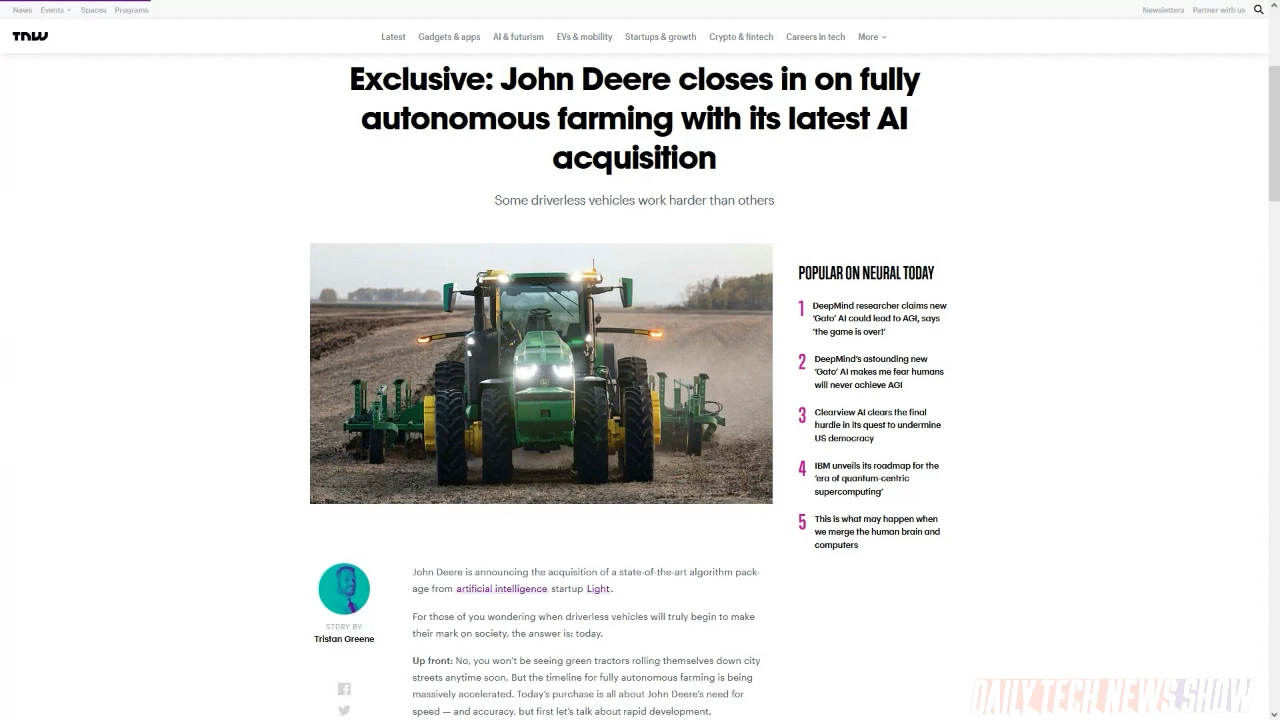 News Events Spaces Programs
Newsletters Partner with us
TNW
Latest Gadgets & apps AI & futurism EVs & mobility Startups & growth Crypto & fintech Careers in tech More
Exclusive: John Deere closes in on fully
autonomous farming with its latest AI
acquisition
Some driverless vehicles work harder than others
POPULAR ON NEURAL TODAY
1 DeepMind researcher claims new
‘Gato’ AI could lead to AGI, says
‘the game is over!’
2 DeepMind’s astounding new
‘Gato’ AI makes me fear humans
will never achieve AGI
3 Clearview AI clears the final
hurdle in its quest to undermine
US democracy
4 IBM unveils its roadmap for the
‘era of quantum-centric
supercomputing’
5 This is what may happen when
we merge the human brain and
computers
STORY BY
Tristan Greene
John Deere is announcing the acquisition of a state-of-the-art algorithm pack-
age from artificial intelligence startup Light.
For those of you wondering when driverless vehicles will truly begin to make
their mark on society, the answer is: today.
Up front: No, you won’t be seeing green tractors rolling themselves down city
streets anytime soon. But the timeline for fully autonomous farming is being
massively accelerated. Today’s purchase is all about John Deere’s need for
speed — and accuracy, but first let’s talk about rapid development.
DAILY TECH NEWS SHOW